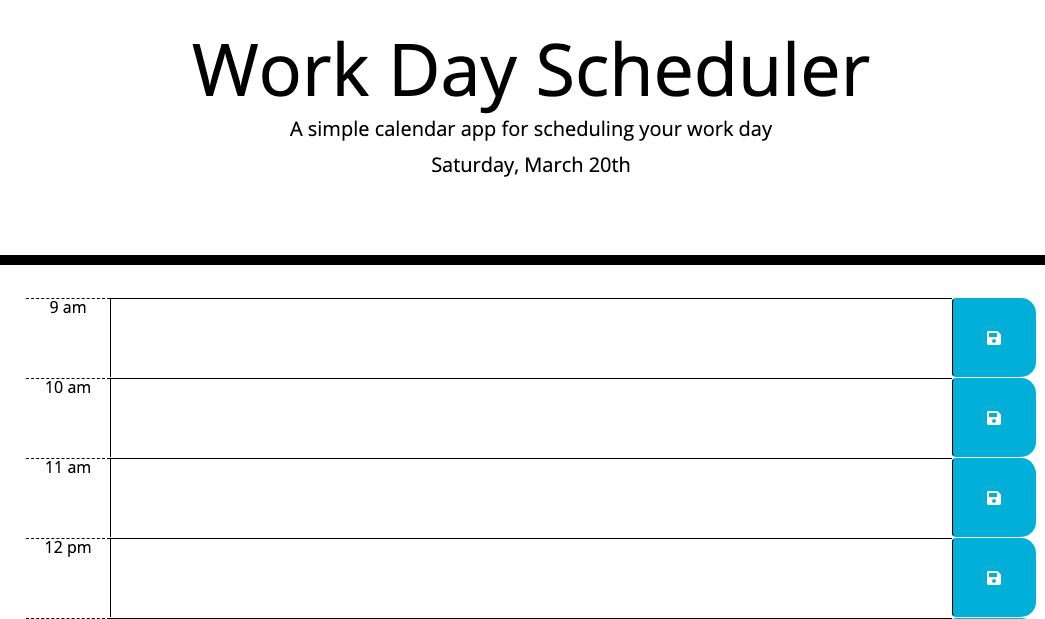 Work Day Scheduler
A simple calendar app for scheduling your work day
Saturday, March 20th
9 am
10 am
11 am
12 pm